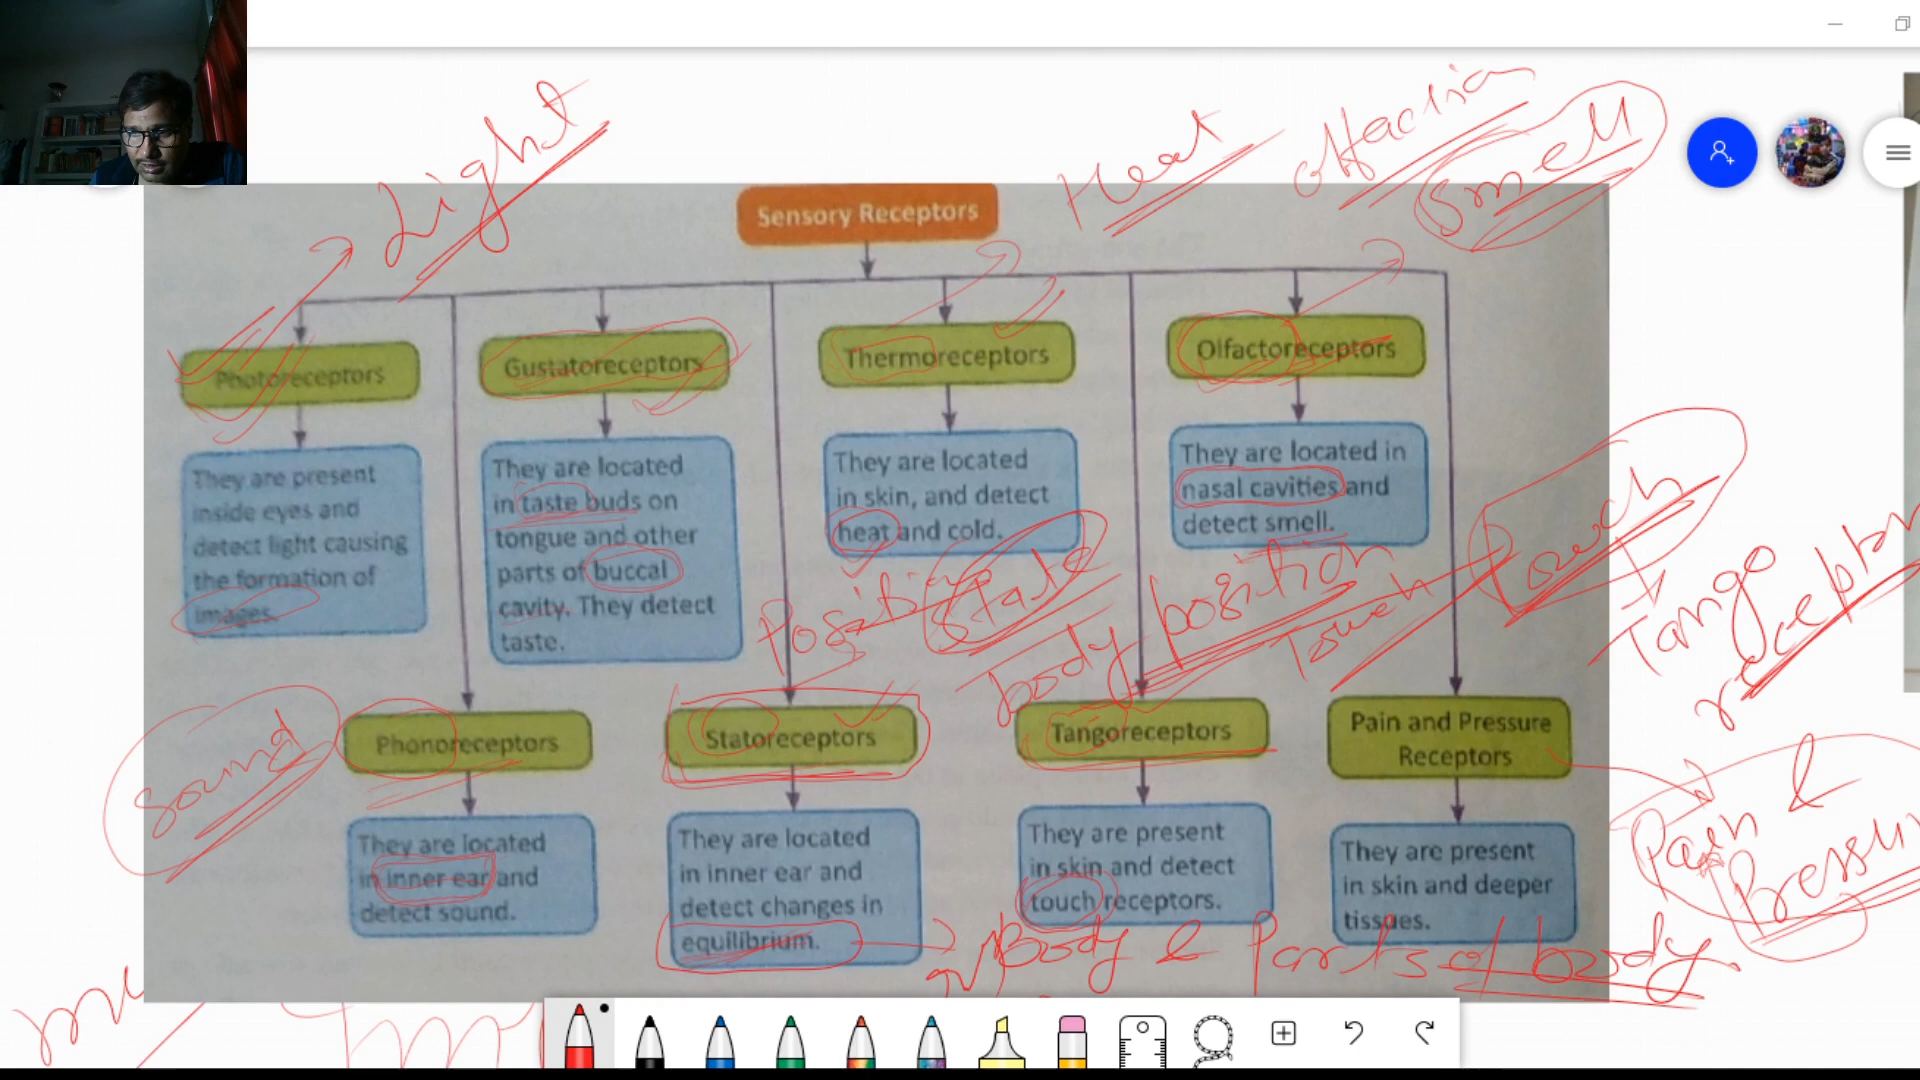 Light
Heat
Olfaction
Smell
Sensory Receptors
Photoreceptors
Gustatoreceptors
Thermoreceptors
Olfactoreceptors
They are present
inside eyes and
detect light causing
the formation of
images.
They are located
in taste buds on
tongue and other
parts of buccal
cavity. They detect
taste.
They are located
in skin, and detect
heat and cold.
They are located in
nasal cavities and
detect smell.
Position
State
body position
Touch
Touch
Tango
receptor
Sound
Phonoreceptors
Statoreceptors
Tangoreceptors
Pain and Pressure
Receptors
They are located
in inner ear and
detect sound.
They are located
in inner ear and
detect changes in
equilibrium.
They are present
in skin and detect
touch receptors.
They are present
in skin and deeper
tissues.
Pain &
Body & Parts of body